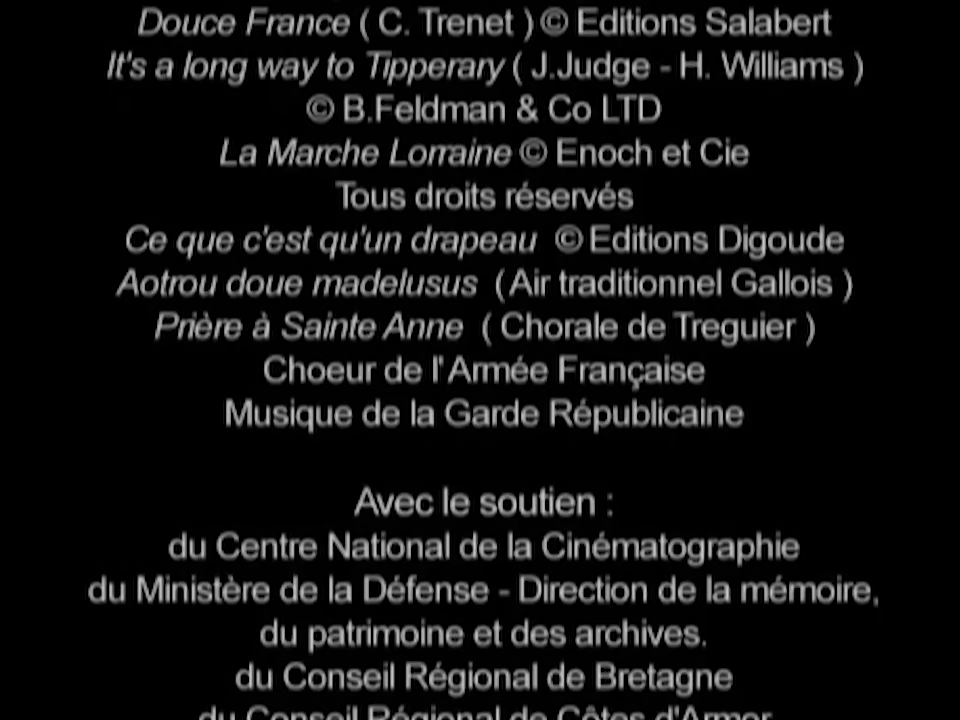 Douce France ( C. Trenet ) © Editions Salabert
It's a long way to Tipperary ( J.Judge - H. Williams )
© B.Feldman & Co LTD
La Marche Lorraine © Enoch et Cie
Tous droits réservés
Ce que c'est qu'un drapeau © Editions Digoude
Aotrou doue madelusus ( Air traditionnel Gallois )
Prière à Sainte Anne ( Chorale de Treguier )
Choeur de l'Armée Française
Musique de la Garde Républicaine
Avec le soutien :
du Centre National de la Cinématographie
du Ministère de la Défense - Direction de la mémoire,
du patrimoine et des archives.
du Conseil Régional de Bretagne
du Conseil Régional de Côtes d'Armor